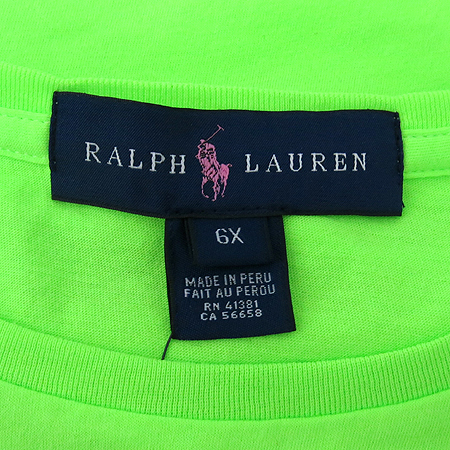 RALPH LAUREN
6X
MADE IN PERU
FAIT AU PEROU
RN 41381
CA 56658